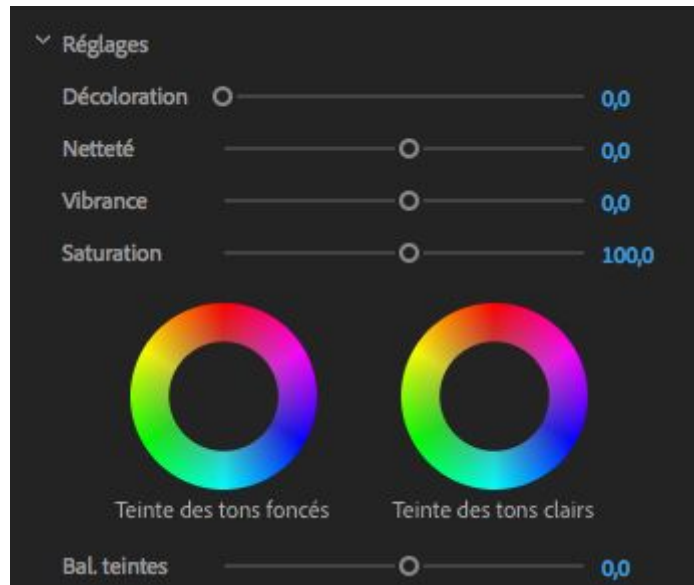 Réglages
Décoloration 0,0
Netteté 0,0
Vibrance 0,0
Saturation 100,0
Teinte des tons foncés Teinte des tons clairs
Bal. teintes 0,0